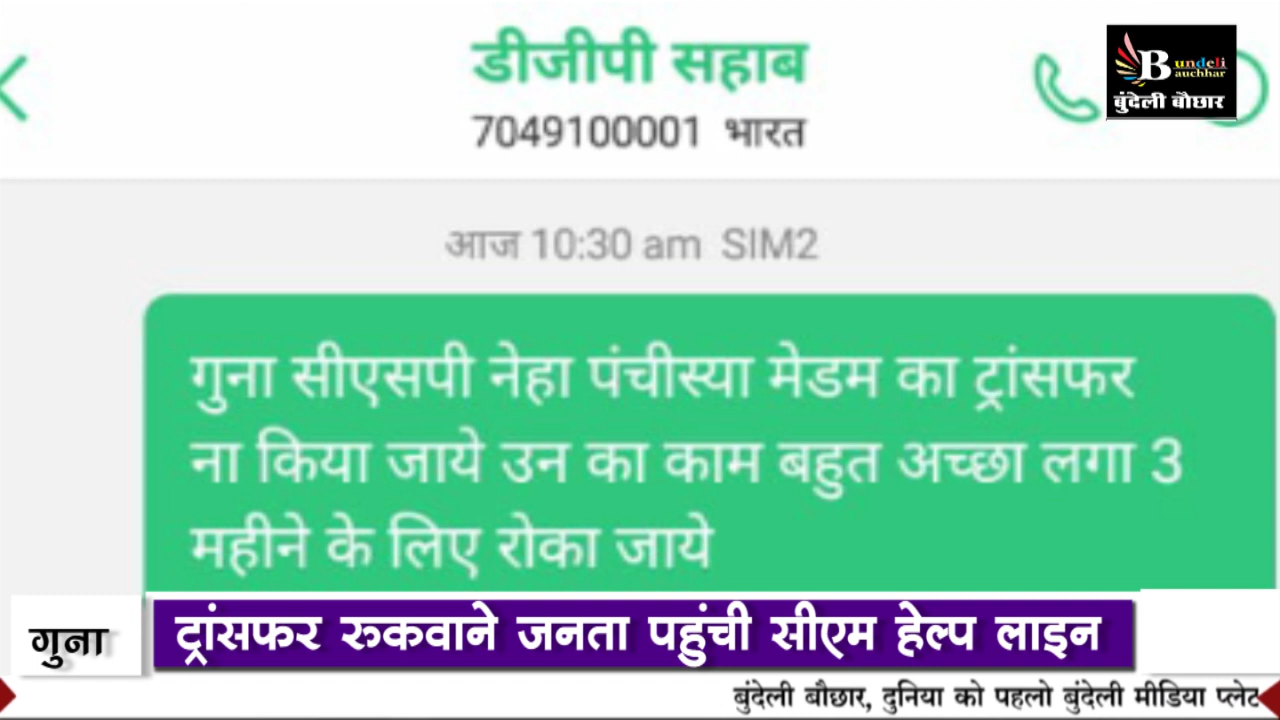 डीजीपी सहाब
7049100001 भारत
Bundeli
auchhar
बुंदेली बौछार
आज 10:30 am SIM2
गुना सीएसपी नेहा पंचीस्या मेडम का ट्रांसफर
ना किया जाये उन का काम बहुत अच्छा लगा 3
महीने के लिए रोका जाये
गुना
ट्रांसफर रुकवाने जनता पहुंची सीएम हेल्प लाइन
बुंदेली बौछार, दुनिया को पहलो बुंदेली मीडिया प्लेट